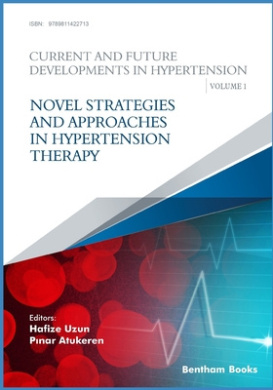 ISBN: 9789811422713
CURRENT AND FUTURE
DEVELOPMENTS IN HYPERTENSION
VOLUME 1
NOVEL STRATEGIES
AND APPROACHES
IN HYPERTENSION
THERAPY
Editors:
Hafize Uzun
Pınar Atukeren
Bentham Books